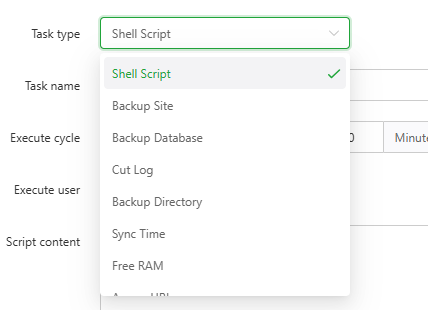 Task type
Shell Script
Shell Script
Task name
Backup Site
Execute cycle
Backup Database
0
Minute
Cut Log
Execute user
Backup Directory
Script content
Sync Time
Free RAM